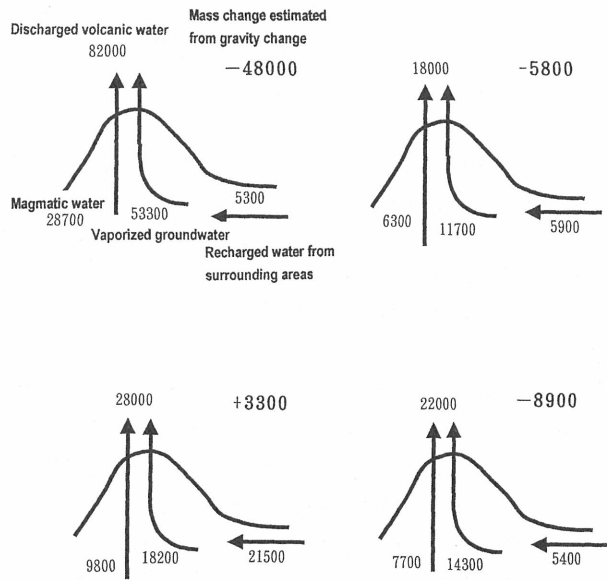 Discharged volcanic water
82000
Mass change estimated
from gravity change
−48000
Magmatic water
28700
53300
5300
Vaporized groundwater
Recharged water from
surrounding areas
18000
-5800
6300
11700
5900
28000
+3300
9800
18200
21500
22000
−8900
7700
14300
5400